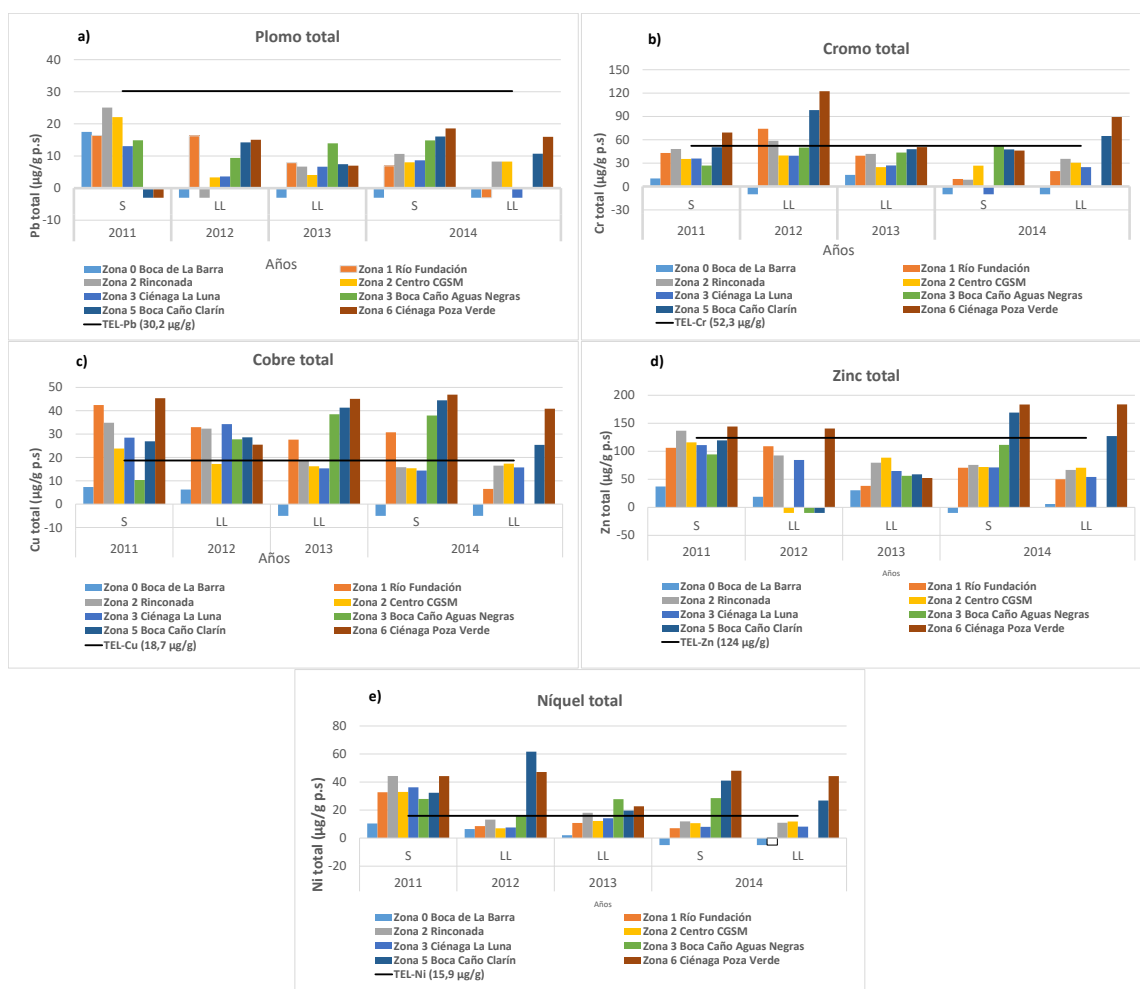 a)
Plomo total
Pb total (µg/g p.s)
40
30
20
10
0
-10
S LL LL S LL
2011 2012 2013 2014
Años
Zona 0 Boca de La Barra Zona 1 Río Fundación
Zona 2 Rinconada Zona 2 Centro CGSM
Zona 3 Ciénaga La Luna Zona 3 Boca Caño Aguas Negras
Zona 5 Boca Caño Clarín Zona 6 Ciénaga Poza Verde
TEL-Pb (30,2 µg/g)
b)
Cromo total
Cr total (µg/g p.s)
150
120
90
60
30
0
-30
S LL LL S LL
2011 2012 2013 2014
Años
Zona 0 Boca de La Barra Zona 1 Río Fundación
Zona 2 Rinconada Zona 2 Centro CGSM
Zona 3 Ciénaga La Luna Zona 3 Boca Caño Aguas Negras
Zona 5 Boca Caño Clarín Zona 6 Ciénaga Poza Verde
TEL-Cr (52,3 µg/g)
c)
Cobre total
Cu total (µg/g p.s)
50
40
30
20
10
0
-10
S LL LL S LL
2011 2012 2013 2014
Años
Zona 0 Boca de La Barra Zona 1 Río Fundación
Zona 2 Rinconada Zona 2 Centro CGSM
Zona 3 Ciénaga La Luna Zona 3 Boca Caño Aguas Negras
Zona 5 Boca Caño Clarín Zona 6 Ciénaga Poza Verde
TEL-Cu (18,7 µg/g)
d)
Zinc total
Zn total (µg/g p.s)
200
150
100
50
0
-50
S LL LL S LL
2011 2012 2013 2014
Años
Zona 0 Boca de La Barra Zona 1 Río Fundación
Zona 2 Rinconada Zona 2 Centro CGSM
Zona 3 Ciénaga La Luna Zona 3 Boca Caño Aguas Negras
Zona 5 Boca Caño Clarín Zona 6 Ciénaga Poza Verde
TEL-Zn (124 µg/g)
e)
Níquel total
Ni total (µg/g p.s)
80
60
40
20
0
-20
S LL LL S LL
2011 2012 2013 2014
Años
Zona 0 Boca de La Barra Zona 1 Río Fundación
Zona 2 Rinconada Zona 2 Centro CGSM
Zona 3 Ciénaga La Luna Zona 3 Boca Caño Aguas Negras
Zona 5 Boca Caño Clarín Zona 6 Ciénaga Poza Verde
TEL-Ni (15,9 µg/g)